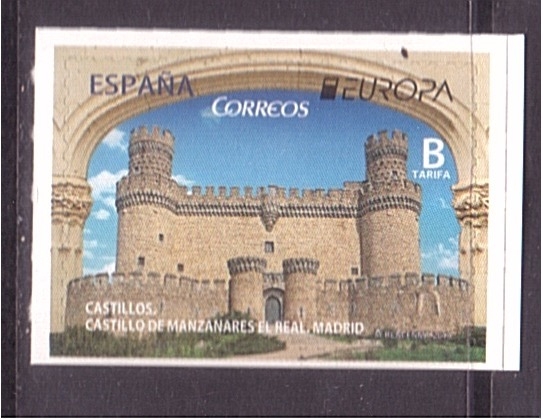 ESPAÑA
EUROPA
CORREOS
B
TARIFA
CASTILLOS.
CASTILLO DE MANZANARES EL REAL. MADRID